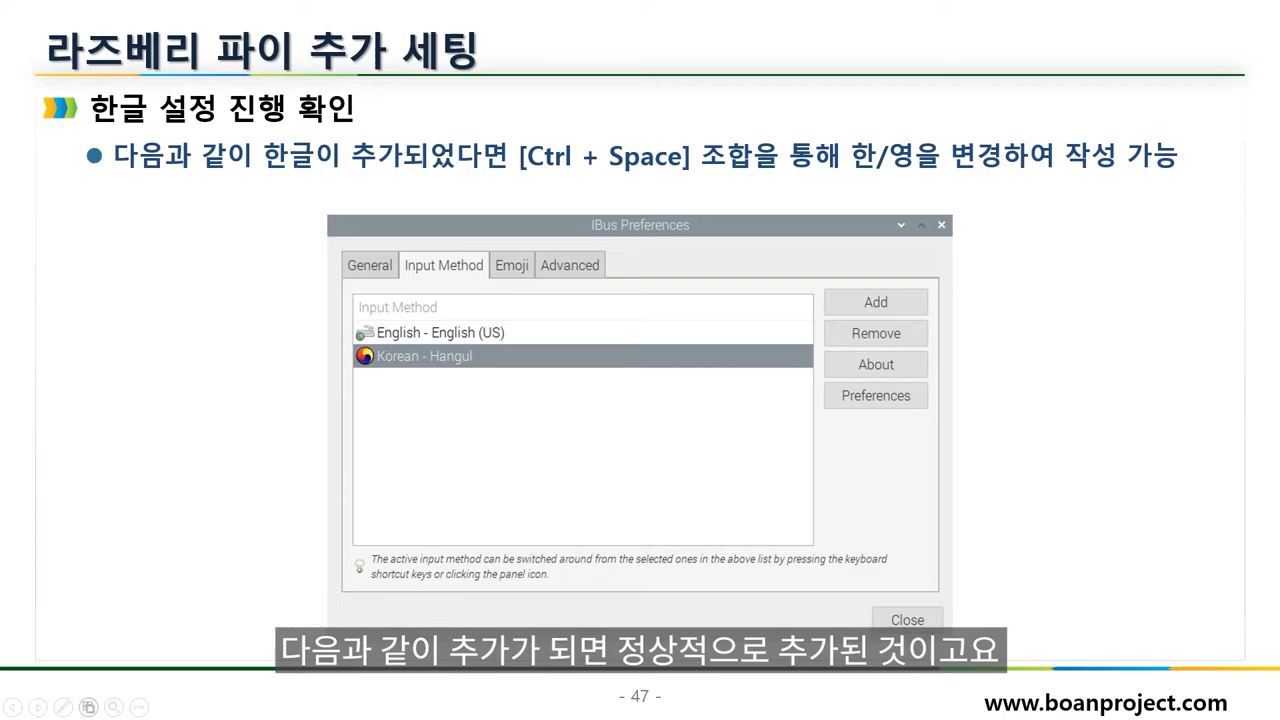 라즈베리 파이 추가 세팅
한글 설정 진행 확인
다음과 같이 한글이 추가되었다면 [Ctrl + Space] 조합을 통해 한/영을 변경하여 작성 가능
IBus Preferences
General
Input Method
Emoji
Advanced
Input Method
English - English (US)
Korean - Hangul
Add
Remove
About
Preferences
The active input method can be switched around from the selected ones in the above list by pressing the keyboard
shortcut keys or clicking the panel icon.
Close
다음과 같이 추가가 되면 정상적으로 추가된 것이고요
- 47 -
www.boanproject.com